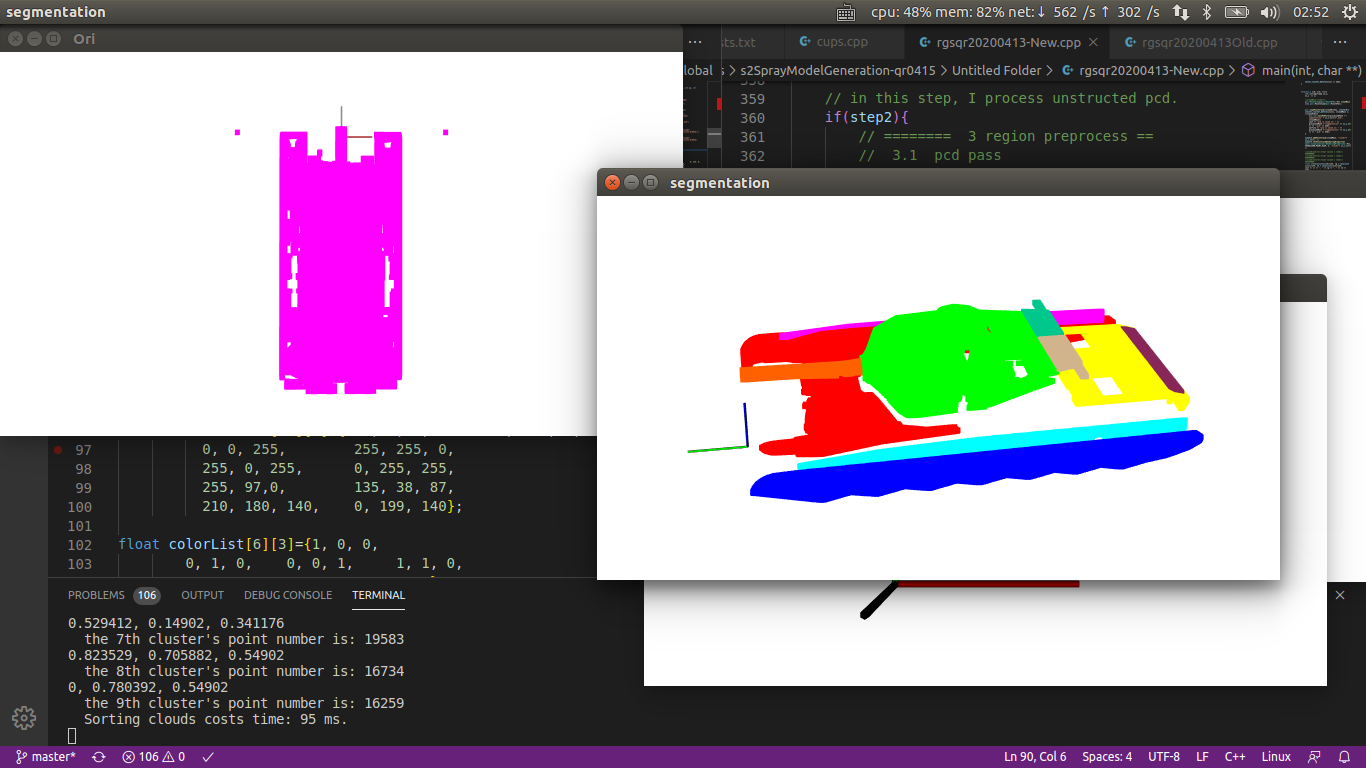 segmentation
cpu: 48% mem: 82% net:↓ 562 /s ↑ 302 /s
02:52
Ori
sts.txt
cups.cpp
rgsqr20200413-New.cpp
rgsqr20200413Old.cpp
lobal
s > s2SprayModelGeneration-qr0415 > Untitled Folder > rgsqr20200413-New.cpp > main(int, char **)
358
359 // in this step, I process unstructed pcd.
360 if(step2){
361 // ======== 3 region preprocess ==
362 // 3.1 pcd pass
segmentation
97 0, 0, 255, 255, 255, 0,
98 255, 0, 255, 0, 255, 255,
99 255, 97,0, 135, 38, 87,
100 210, 180, 140, 0, 199, 140};
101
102 float colorList[6][3]={1, 0, 0,
103 0, 1, 0, 0, 0, 1, 1, 1, 0,
PROBLEMS 106 OUTPUT DEBUG CONSOLE TERMINAL
0.529412, 0.14902, 0.341176
the 7th cluster's point number is: 19583
0.823529, 0.705882, 0.54902
the 8th cluster's point number is: 16734
0, 0.780392, 0.54902
the 9th cluster's point number is: 16259
Sorting clouds costs time: 95 ms.
master* 106 0
Ln 90, Col 6 Spaces: 4 UTF-8 LF C++ Linux